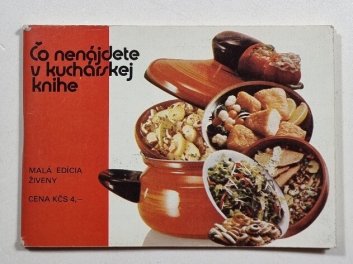 Čo nenájdete
v kuchárskej
knihe
MALÁ EDÍCIA
ŽIVENY
CENA KČS 4,–